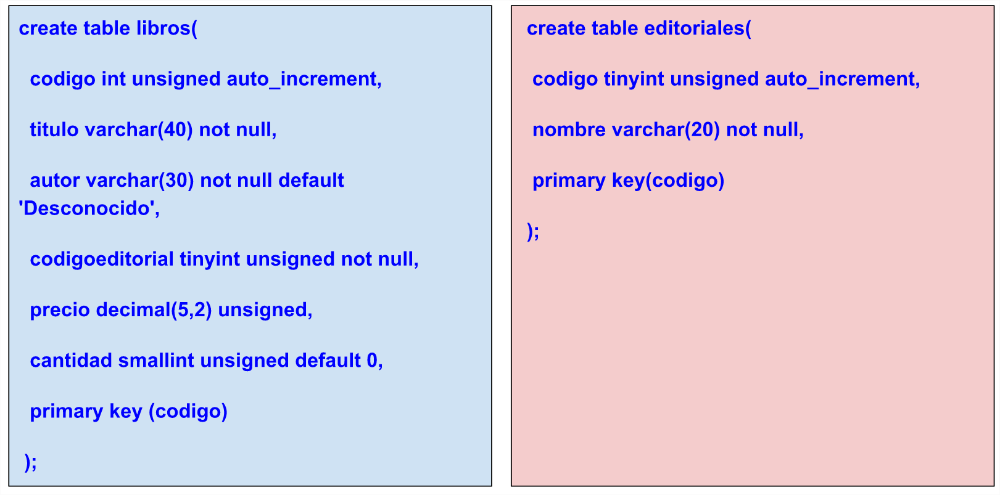 create table libros(
codigo int unsigned auto_increment,
titulo varchar(40) not null,
autor varchar(30) not null default
'Desconocido',
codigoeditorial tinyint unsigned not null,
precio decimal(5,2) unsigned,
cantidad smallint unsigned default 0,
primary key (codigo)
);
create table editoriales(
codigo tinyint unsigned auto_increment,
nombre varchar(20) not null,
primary key(codigo)
);